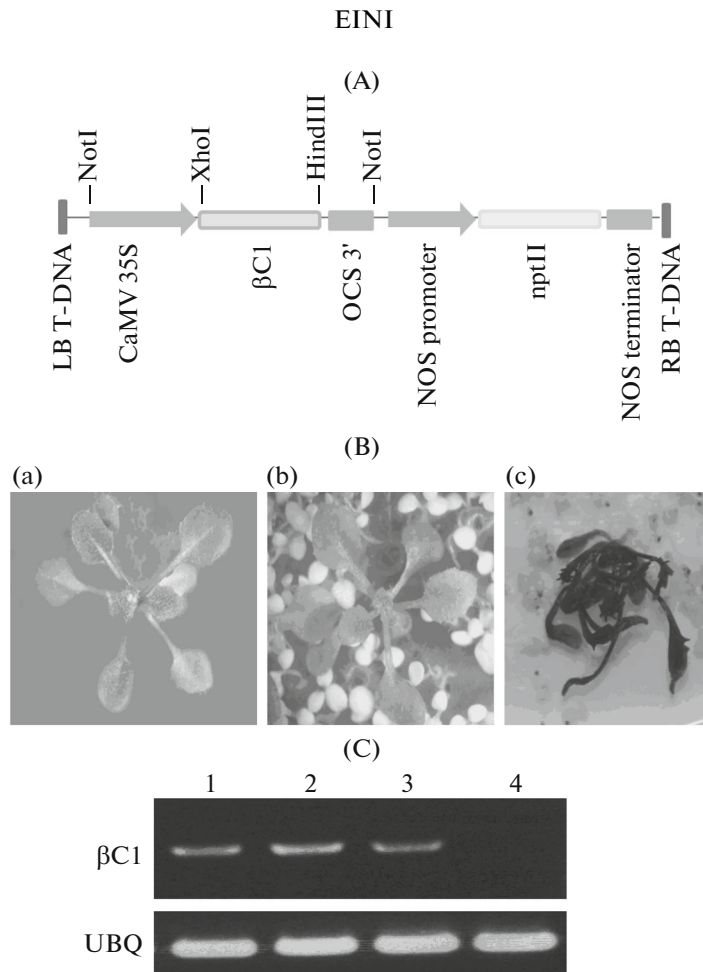 EINI
(A)
NotI
XhoI
HindIII
NotI
LB T-DNA
CaMV 35S
βC1
OCS 3'
NOS promoter
nptII
NOS terminator
RB T-DNA
(B)
(a) (b) (c)
(C)
1 2 3 4
βC1
UBQ